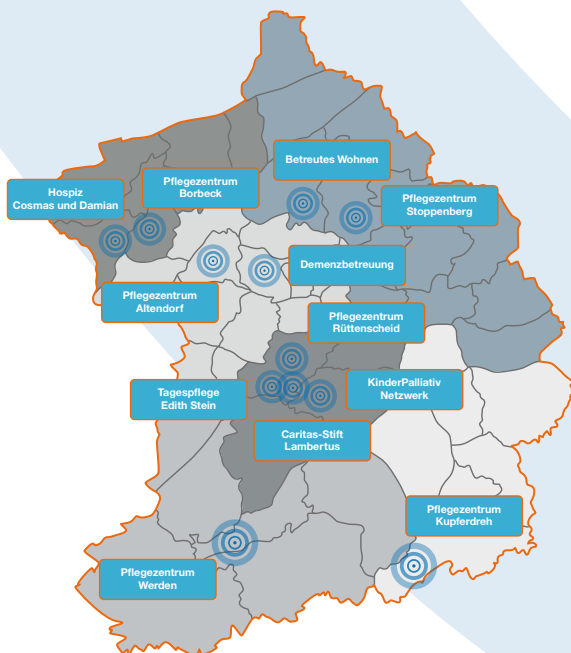 Betreutes Wohnen
Pflegezentrum
Borbeck
Hospiz
Cosmas und Damian
Pflegezentrum
Stoppenberg
Demenzbetreuung
Pflegezentrum
Altendorf
Pflegezentrum
Rüttenscheid
Tagespflege
Edith Stein
KinderPalliativ
Netzwerk
Caritas-Stift
Lambertus
Pflegezentrum
Kupferdreh
Pflegezentrum
Werden